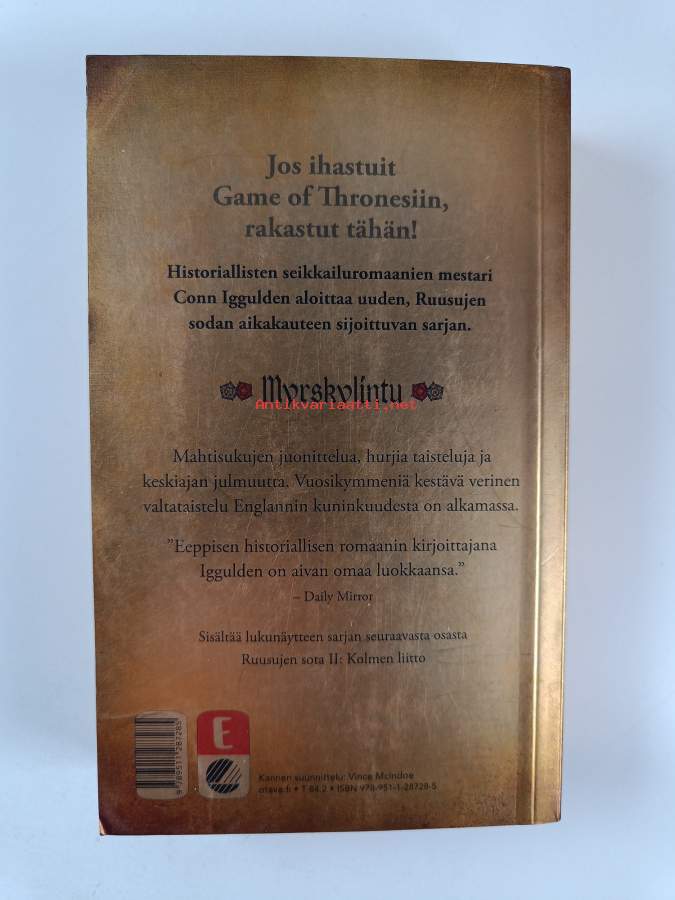 Jos ihastuit
Game of Thronesiin,
rakastut tähän!
Historiallisten seikkailuromaanien mestari
Conn Iggulden aloittaa uuden, Ruusujen
sodan aikakauteen sijoittuvan sarjan.
Myrskylintu
Antikvariaatti.net
Mahtisukujen juonittelua, hurjia taisteluja ja
keskiajan julmuutta. Vuosikymmeniä kestävä verinen
valtataistelu Englannin kuninkuudesta on alkamassa.
”Eeppisen historiallisen romaanin kirjoittajana
Iggulden on aivan omaa luokkaansa.”
– Daily Mirror
Sisältää lukunäytteen sarjan seuraavasta osasta
Ruusujen sota II: Kolmen liitto
9 789511 287285
E
Kannen suunnittelu: Vince McIndoe
otava.fi • T 84.2 • ISBN 978-951-1-28728-5